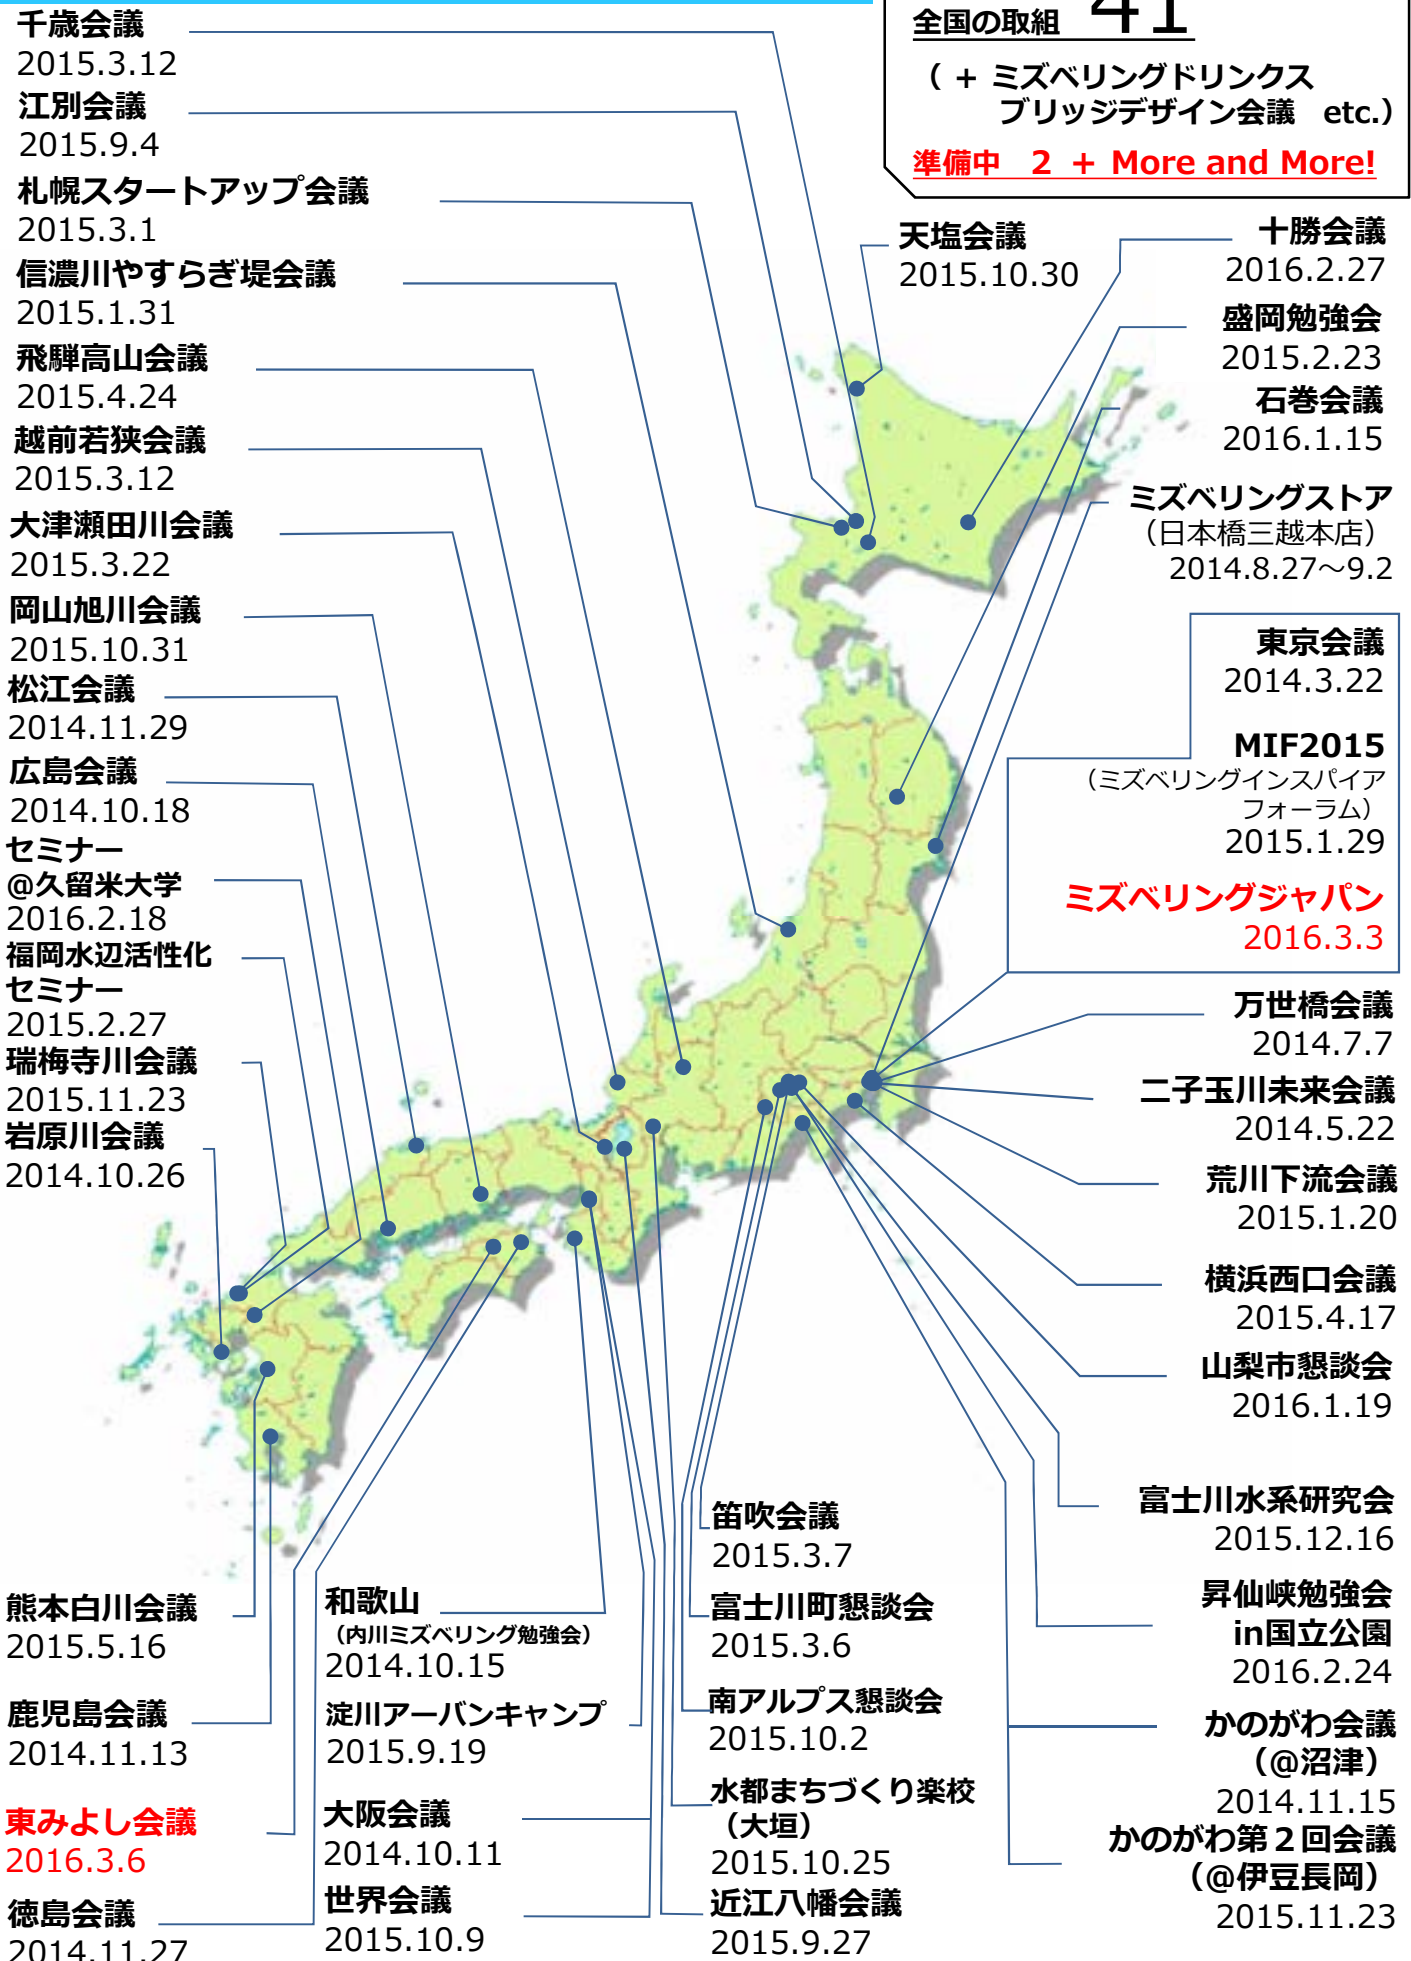 全国の取組 41
（ + ミズベリングドリンクス
ブリッジデザイン会議　etc.）
準備中　2 + More and More!
千歳会議
2015.3.12
江別会議
2015.9.4
札幌スタートアップ会議
2015.3.1
信濃川やすらぎ堤会議
2015.1.31
飛騨高山会議
2015.4.24
越前若狭会議
2015.3.12
大津瀬田川会議
2015.3.22
岡山旭川会議
2015.10.31
松江会議
2014.11.29
広島会議
2014.10.18
セミナー
@久留米大学
2016.2.18
福岡水辺活性化
セミナー
2015.2.27
瑞梅寺川会議
2015.11.23
岩原川会議
2014.10.26
天塩会議
2015.10.30
十勝会議
2016.2.27
盛岡勉強会
2015.2.23
石巻会議
2016.1.15
ミズベリングストア
（日本橋三越本店）
2014.8.27～9.2
東京会議
2014.3.22
MIF2015
（ミズベリングインスパイア
フォーラム）
2015.1.29
ミズベリングジャパン
2016.3.3
万世橋会議
2014.7.7
二子玉川未来会議
2014.5.22
荒川下流会議
2015.1.20
横浜西口会議
2015.4.17
山梨市懇談会
2016.1.19
富士川水系研究会
2015.12.16
昇仙峡勉強会
in国立公園
2016.2.24
かのがわ会議
（@沼津）
2014.11.15
かのがわ第２回会議
（@伊豆長岡）
2015.11.23
熊本白川会議
2015.5.16
鹿児島会議
2014.11.13
東みよし会議
2016.3.6
徳島会議
2014.11.27
和歌山
（内川ミズベリング勉強会）
2014.10.15
淀川アーバンキャンプ
2015.9.19
大阪会議
2014.10.11
世界会議
2015.10.9
笛吹会議
2015.3.7
富士川町懇談会
2015.3.6
南アルプス懇談会
2015.10.2
水都まちづくり楽校
（大垣）
2015.10.25
近江八幡会議
2015.9.27